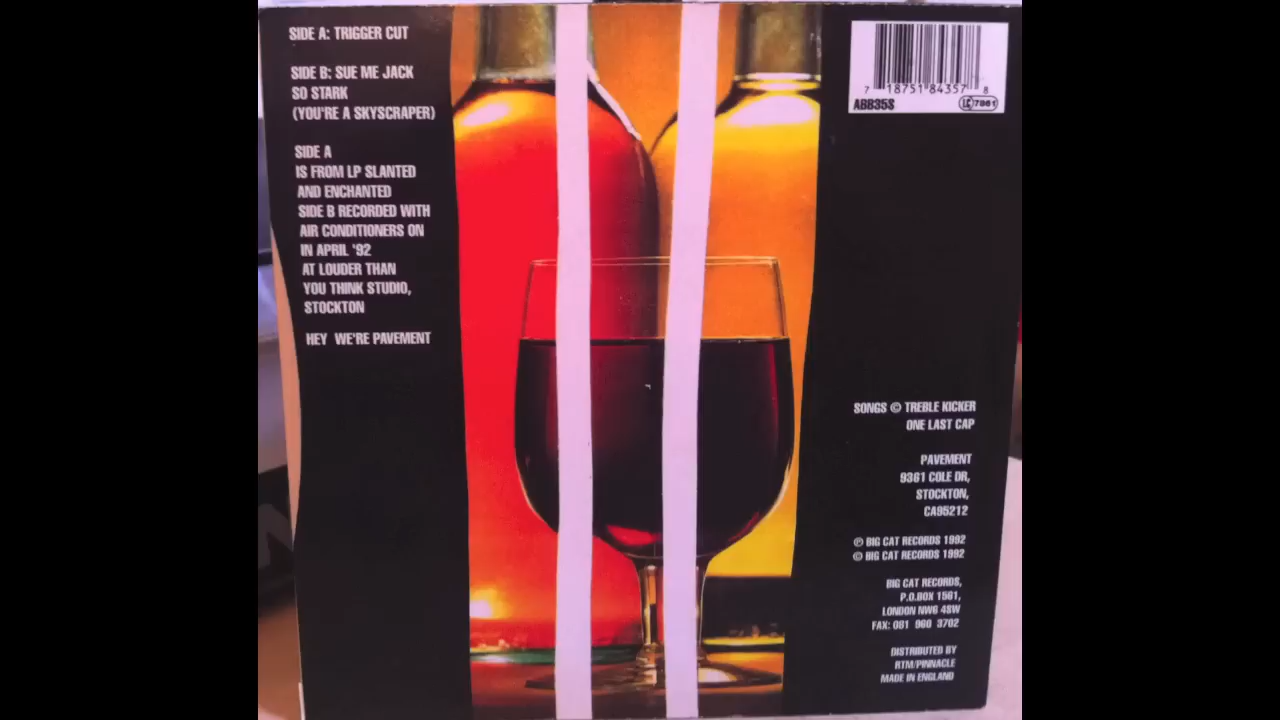 SIDE A: TRIGGER CUT
SIDE B: SUE ME JACK
SO STARK
(YOU'RE A SKYSCRAPER)
SIDE A
IS FROM LP SLANTED
AND ENCHANTED
SIDE B RECORDED WITH
AIR CONDITIONERS ON
IN APRIL '92
AT LOUDER THAN
YOU THINK STUDIO,
STOCKTON
HEY WE'RE PAVEMENT
7 18751 84357 8
ABB35S
LC 7961
SONGS © TREBLE KICKER
ONE LAST CAP
PAVEMENT
9361 COLE DR,
STOCKTON,
CA95212
℗ BIG CAT RECORDS 1992
© BIG CAT RECORDS 1992
BIG CAT RECORDS,
P.O.BOX 1561,
LONDON NW6 4SW
FAX: 081 960 3702
DISTRIBUTED BY
RTM/PINNACLE
MADE IN ENGLAND